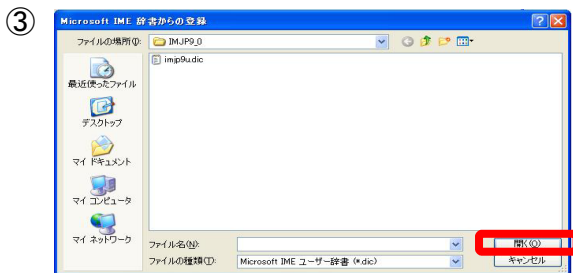 ③
Microsoft IME 辞書からの登録
ファイルの場所(I):
IMJP9_0
imjp9u.dic
最近使ったファイル
デスクトップ
マイ ドキュメント
マイ コンピュータ
マイ ネットワーク
ファイル名(N):
開く(O)
ファイルの種類(T):
Microsoft IME ユーザー辞書 (*.dic)
キャンセル